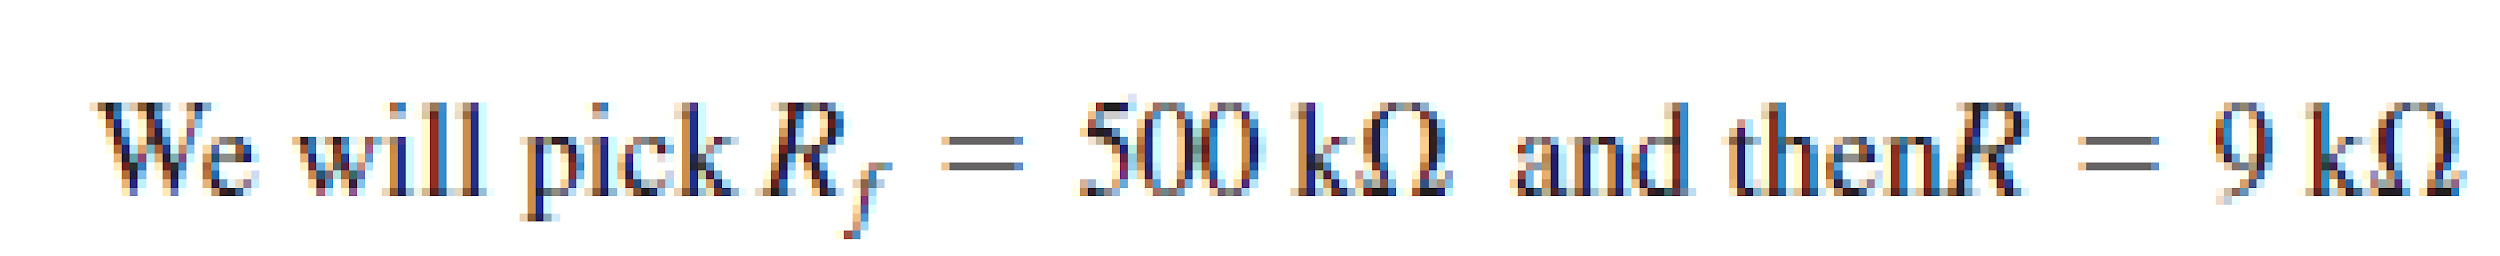 We will pick R_f = 500 kΩ and thenR = 9 kΩ